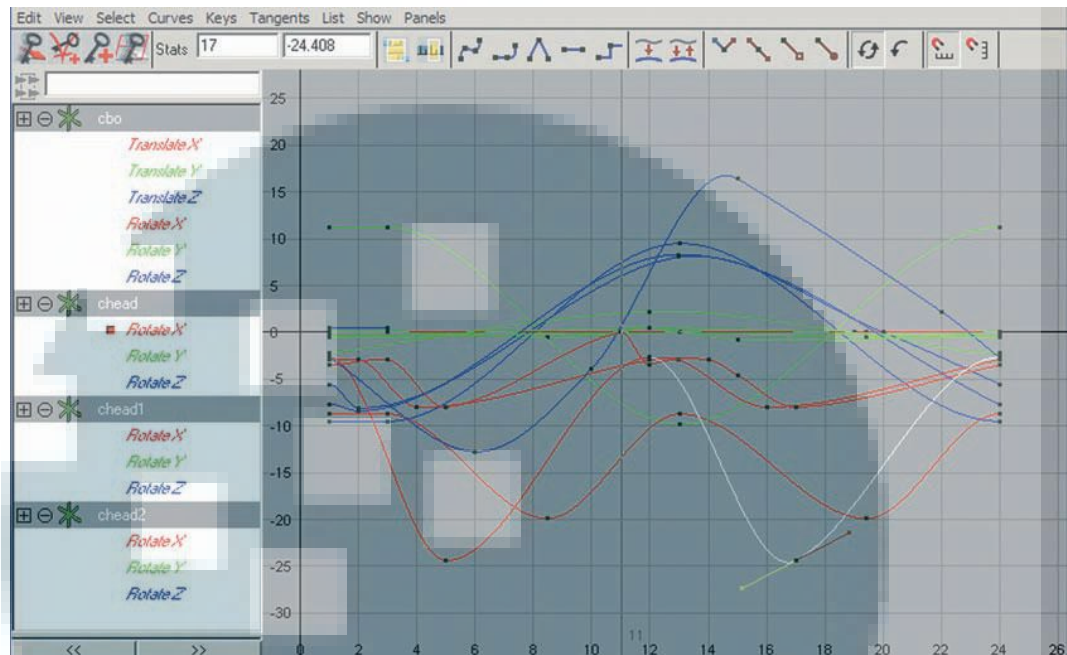 Edit View Select Curves Keys Tangents List Show Panels
Stats 17 -24.408
cbo
Translate X
Translate Y
Translate Z
Rotate X
Rotate Y
Rotate Z
chead
Rotate X
Rotate Y
Rotate Z
chead1
Rotate X
Rotate Y
Rotate Z
chead2
Rotate X
Rotate Y
Rotate Z
<< >>
25
20
15
10
5
0
-5
-10
-15
-20
-25
-30
11
0 2 4 6 8 10 12 14 16 18 20 22 24 26